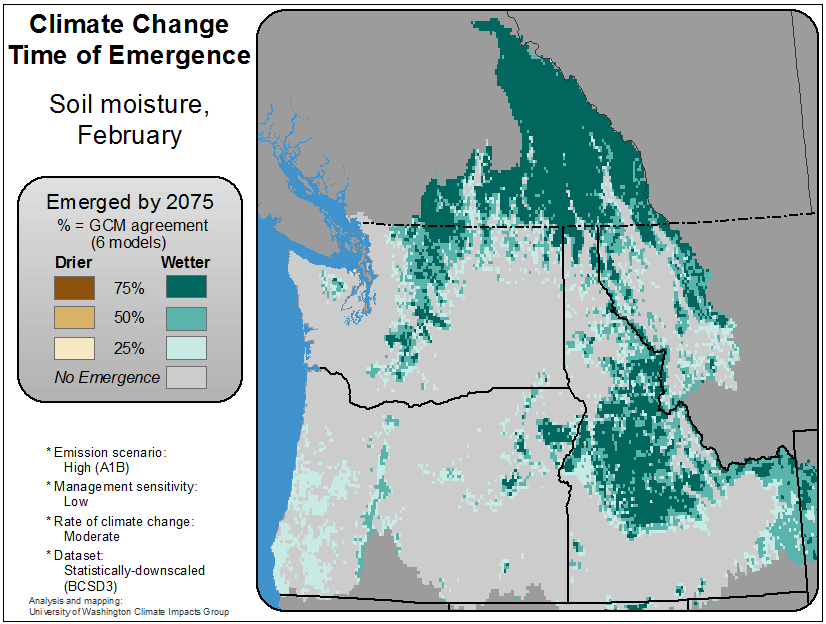 Climate Change
Time of Emergence
Soil moisture,
February
Emerged by 2075
% = GCM agreement
(6 models)
Drier Wetter
75%
50%
25%
No Emergence
* Emission scenario:
High (A1B)
* Management sensitivity:
Low
* Rate of climate change:
Moderate
* Dataset:
Statistically-downscaled
(BCSD3)
Analysis and mapping:
University of Washington Climate Impacts Group